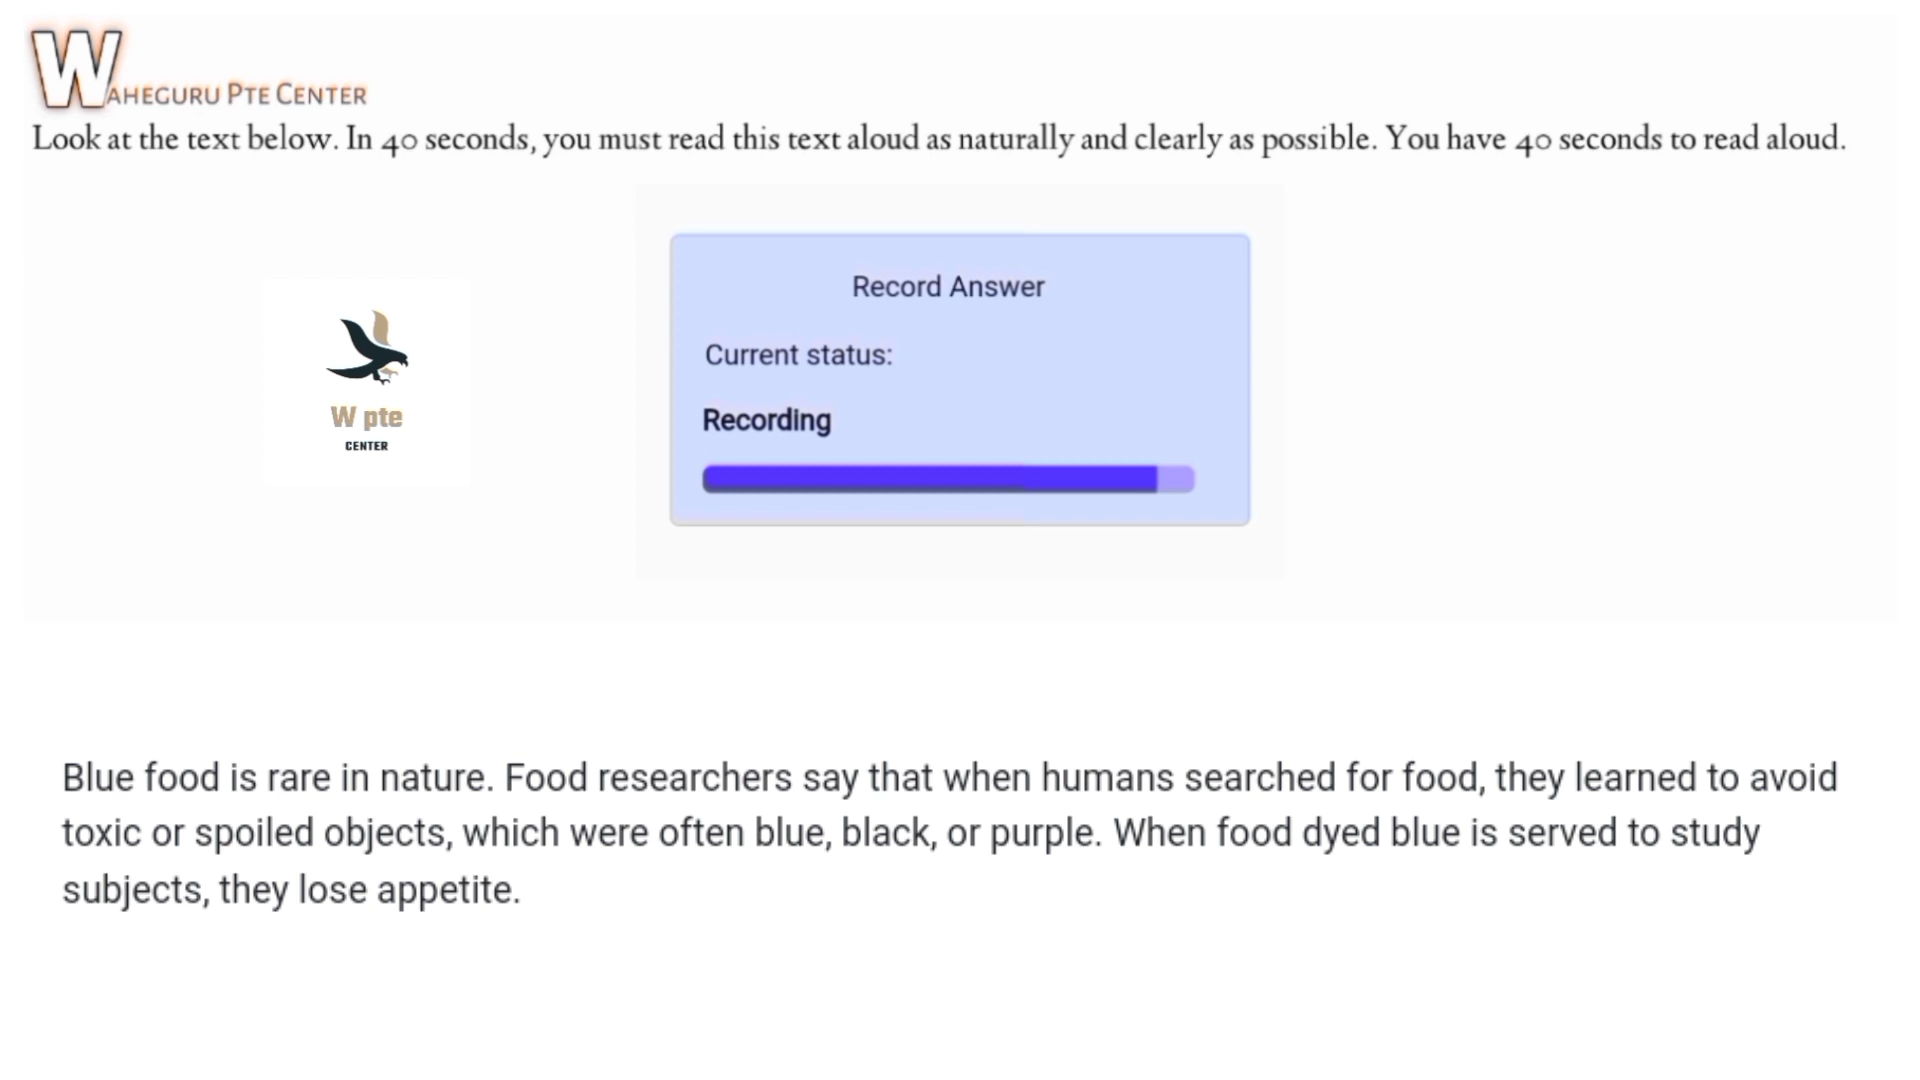 WAHEGURU PTE CENTER
Look at the text below. In 40 seconds, you must read this text aloud as naturally and clearly as possible. You have 40 seconds to read aloud.
Record Answer
Current status:
Recording
W pte
CENTER
Blue food is rare in nature. Food researchers say that when humans searched for food, they learned to avoid
toxic or spoiled objects, which were often blue, black, or purple. When food dyed blue is served to study
subjects, they lose appetite.